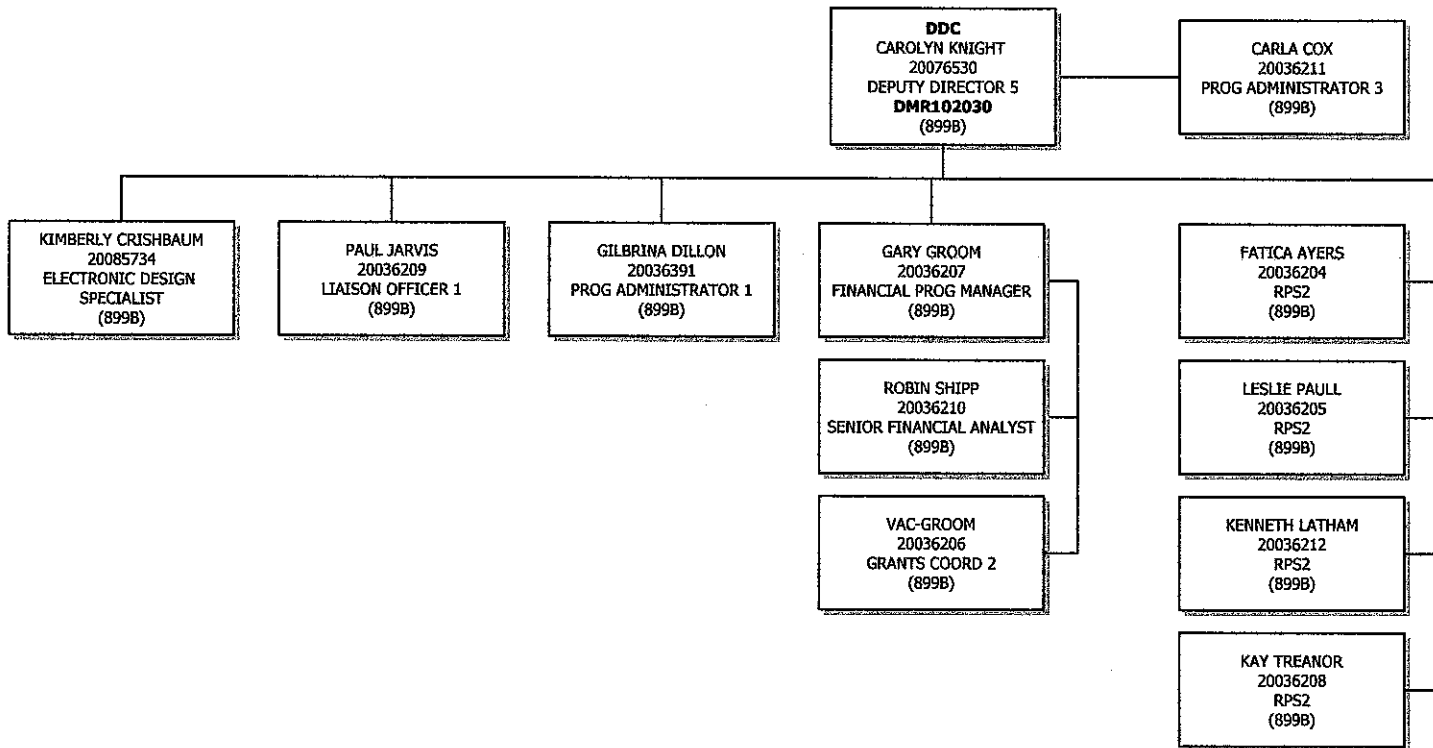 DDC
CAROLYN KNIGHT
20076530
DEPUTY DIRECTOR 5
DMR102030
(899B)
CARLA COX
20036211
PROG ADMINISTRATOR 3
(899B)
KIMBERLY CRISHBAUM
20085734
ELECTRONIC DESIGN
SPECIALIST
(899B)
PAUL JARVIS
20036209
LIAISON OFFICER 1
(899B)
GILBRINA DILLON
20036391
PROG ADMINISTRATOR 1
(899B)
GARY GROOM
20036207
FINANCIAL PROG MANAGER
(899B)
ROBIN SHIPP
20036210
SENIOR FINANCIAL ANALYST
(899B)
VAC-GROOM
20036206
GRANTS COORD 2
(899B)
FATICA AYERS
20036204
RPS2
(899B)
LESLIE PAULL
20036205
RPS2
(899B)
KENNETH LATHAM
20036212
RPS2
(899B)
KAY TREANOR
20036208
RPS2
(899B)